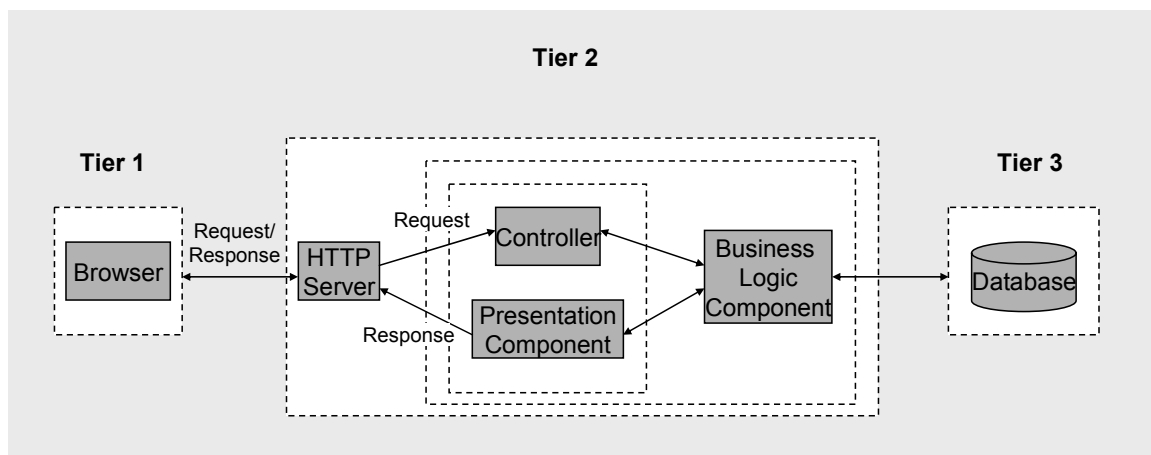 Tier 2
Tier 1
Tier 3
Request/
Response
Browser
HTTP
Server
Request
Controller
Response
Presentation
Component
Business
Logic
Component
Database